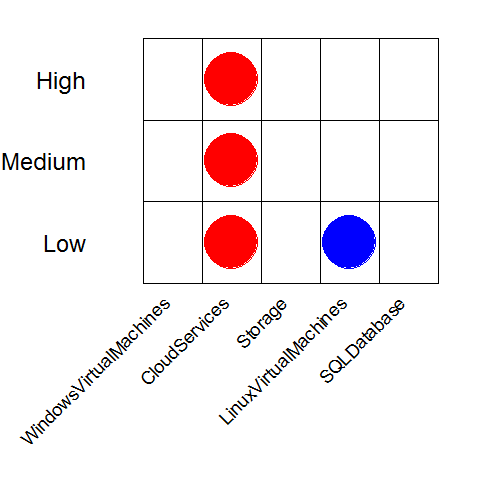 High
Medium
Low
WindowsVirtualMachines
CloudServices
Storage
LinuxVirtualMachines
SQLDatabase